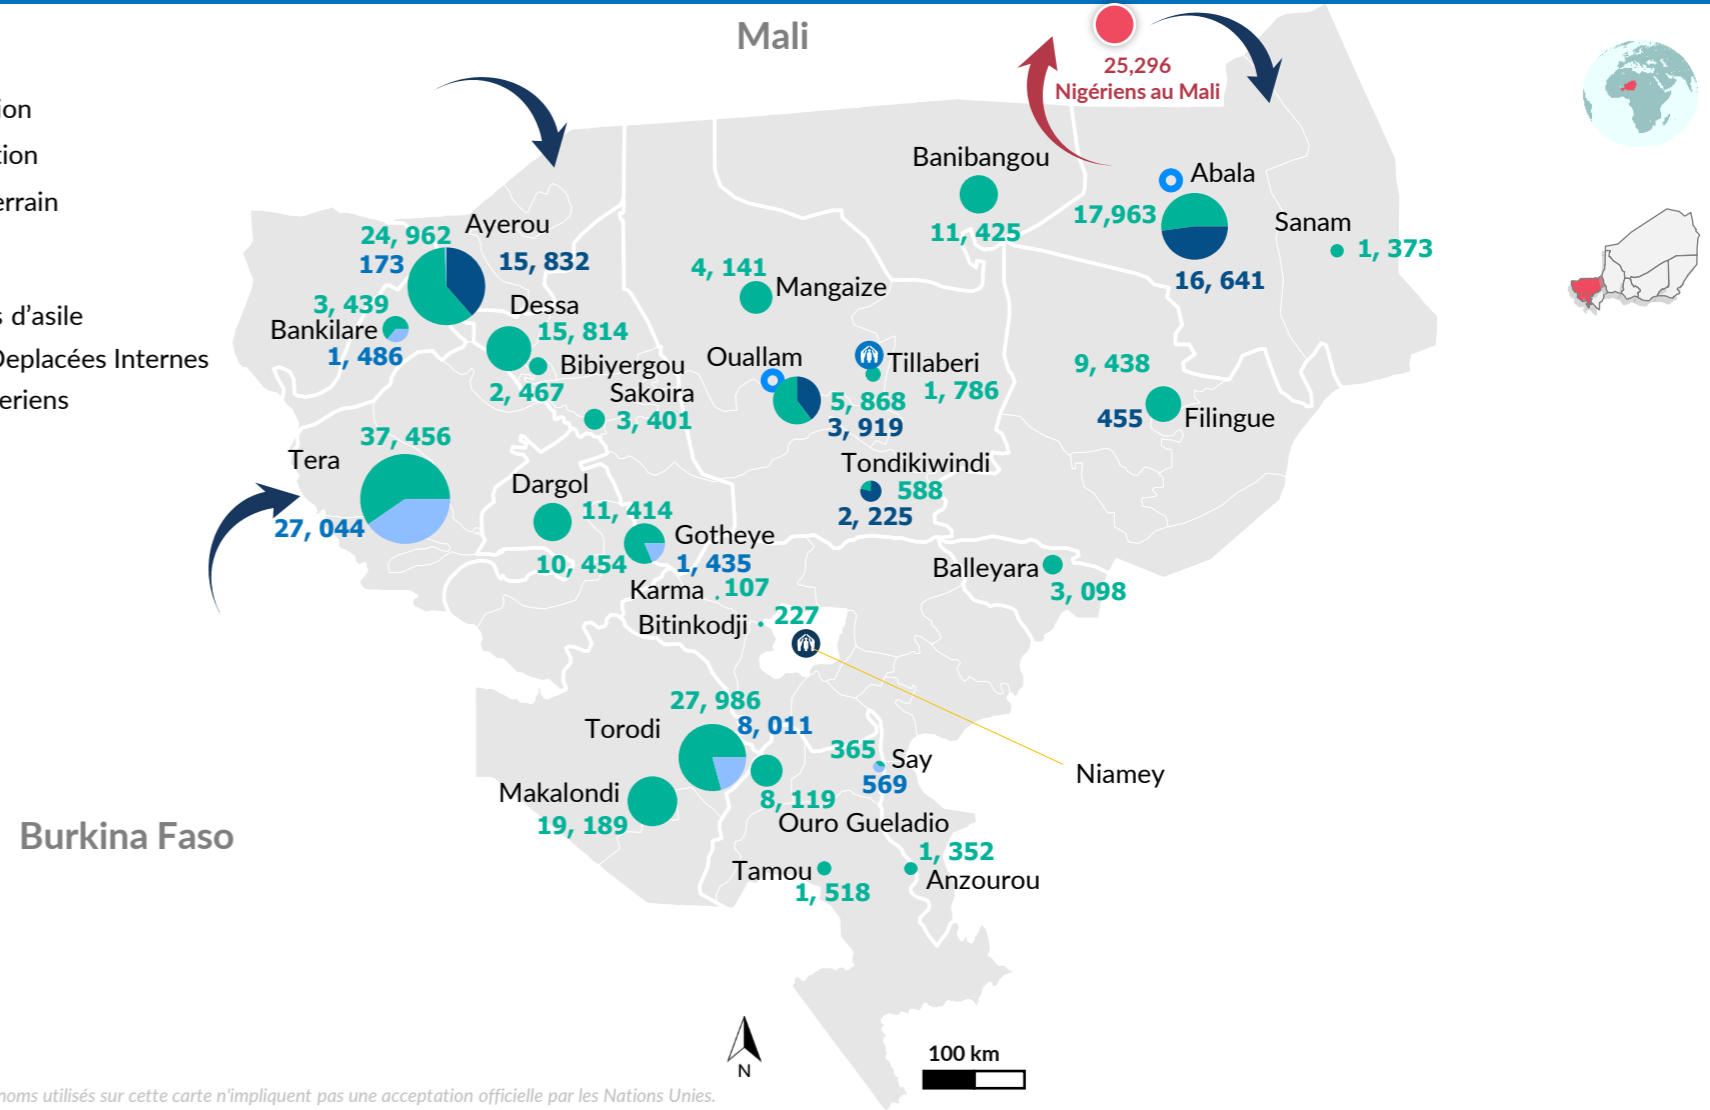 Mali
25,296
Nigériens au Mali
Banibangou
11, 425
Abala
17,963
16, 641
Sanam
1, 373
Ayerou
24, 962
173
15, 832
4, 141
Mangaize
Dessa
15, 814
3, 439
Bankilare
1, 486
s d'asile
Deplacées Internes
eriens
errain
Bibiyergou
2, 467
Sakoira
3, 401
Ouallam
5, 868
3, 919
Tillaberi
1, 786
9, 438
455
Filingue
37, 456
Tera
27, 044
Tondikiwindi
588
2, 225
Dargol
11, 414
10, 454
Gotheye
1, 435
Karma
107
Bitinkodji
227
Balleyara
3, 098
27, 986
Torodi
8, 011
365
Say
569
Niamey
Makalondi
19, 189
8, 119
Ouro Gueladio
Burkina Faso
1, 352
Anzourou
Tamou
1, 518
N
100 km
noms utilisés sur cette carte n'impliquent pas une acceptation officielle par les Nations Unies.